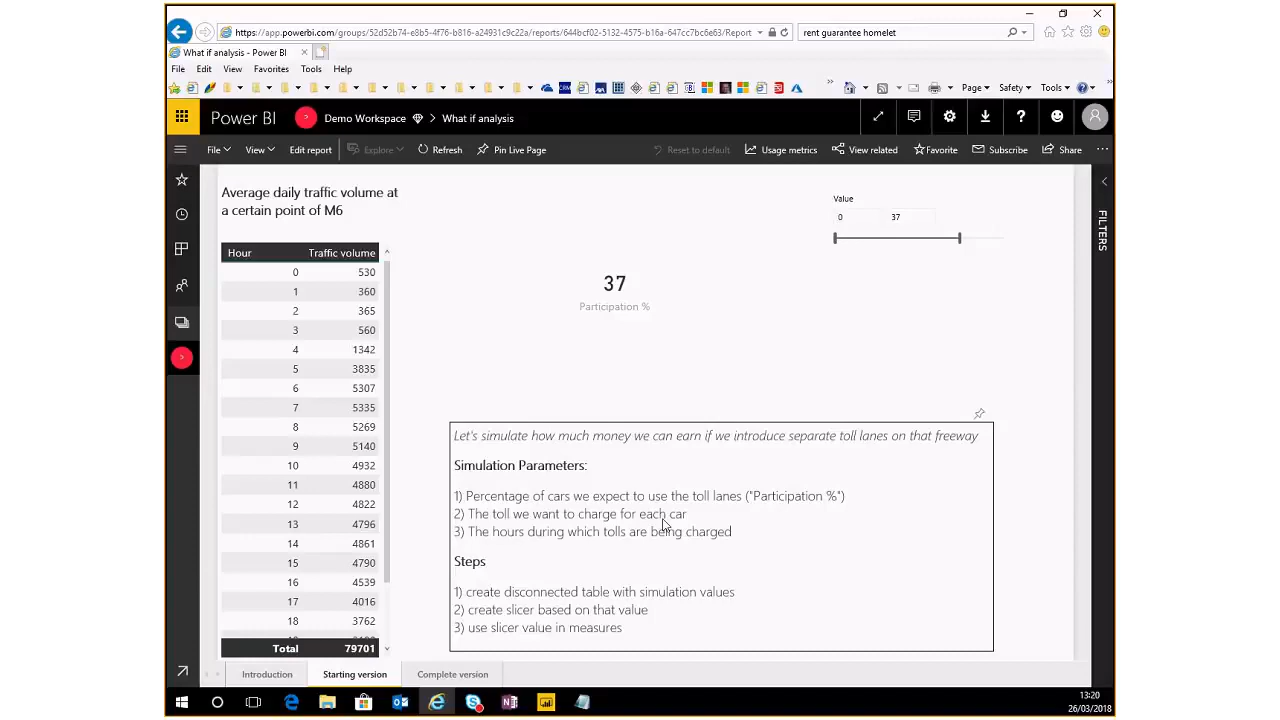 https://app.powerbi.com/groups/52d52b74-e8b5-4f76-b816-a24931c9c22a/reports/644bcf02-5132-4575-b16a-647cc7bc6e63/Report
rent guarantee homelet
What if analysis - Power BI
File Edit View Favorites Tools Help
Page Safety Tools
Power BI
Demo Workspace
What if analysis
File View Edit report Explore Refresh Pin Live Page Reset to default Usage metrics View related Favorite Subscribe Share
Average daily traffic volume at
a certain point of M6
Value
0 37
FILTERS
37
Participation %
Hour Traffic volume
0 530
1 360
2 365
3 560
4 1342
5 3835
6 5307
7 5335
8 5269
9 5140
10 4932
11 4880
12 4822
13 4796
14 4861
15 4790
16 4539
17 4016
18 3762
Total 79701
Let's simulate how much money we can earn if we introduce separate toll lanes on that freeway
Simulation Parameters:
1) Percentage of cars we expect to use the toll lanes ("Participation %")
2) The toll we want to charge for each car
3) The hours during which tolls are being charged
Steps
1) create disconnected table with simulation values
2) create slicer based on that value
3) use slicer value in measures
Introduction Starting version Complete version
13:20
26/03/2018